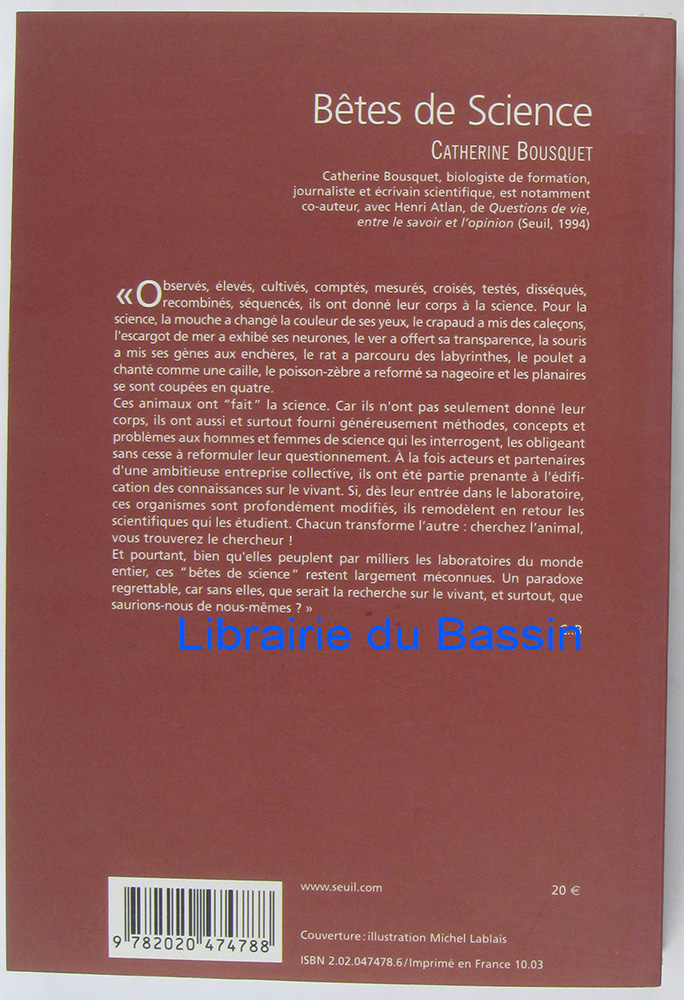 Bêtes de Science
CATHERINE BOUSQUET
Catherine Bousquet, biologiste de formation,
journaliste et écrivain scientifique, est notamment
co-auteur, avec Henri Atlan, de Questions de vie,
entre le savoir et l'opinion (Seuil, 1994)
«Observés, élevés, cultivés, comptés, mesurés, croisés, testés, disséqués,
recombinés, séquencés, ils ont donné leur corps à la science. Pour la
science, la mouche a changé la couleur de ses yeux, le crapaud a mis des caleçons,
l'escargot de mer a exhibé ses neurones, le ver a offert sa transparence, la souris
a mis ses gènes aux enchères, le rat a parcouru des labyrinthes, le poulet a
chanté comme une caille, le poisson-zèbre a reformé sa nageoire et les planaires
se sont coupées en quatre.
Ces animaux ont "fait" la science. Car ils n'ont pas seulement donné leur
corps, ils ont aussi et surtout fourni généreusement méthodes, concepts et
problèmes aux hommes et femmes de science qui les interrogent, les obligeant
sans cesse à reformuler leur questionnement. À la fois acteurs et partenaires
d'une ambitieuse entreprise collective, ils ont été partie prenante à l'édifi-
cation des connaissances sur le vivant. Si, dès leur entrée dans le laboratoire,
ces organismes sont profondément modifiés, ils remodèlent en retour les
scientifiques qui les étudient. Chacun transforme l'autre : cherchez l'animal,
vous trouverez le chercheur !
Et pourtant, bien qu'elles peuplent par milliers les laboratoires du monde
entier, ces "bêtes de science" restent largement méconnues. Un paradoxe
regrettable, car sans elles, que serait la recherche sur le vivant, et surtout, que
saurions-nous de nous-mêmes ? »
Librairie du Bassin
www.seuil.com
20 €
9 782020 474788
Couverture : illustration Michel Lablais
ISBN 2.02.047478.6 / Imprimé en France 10.03